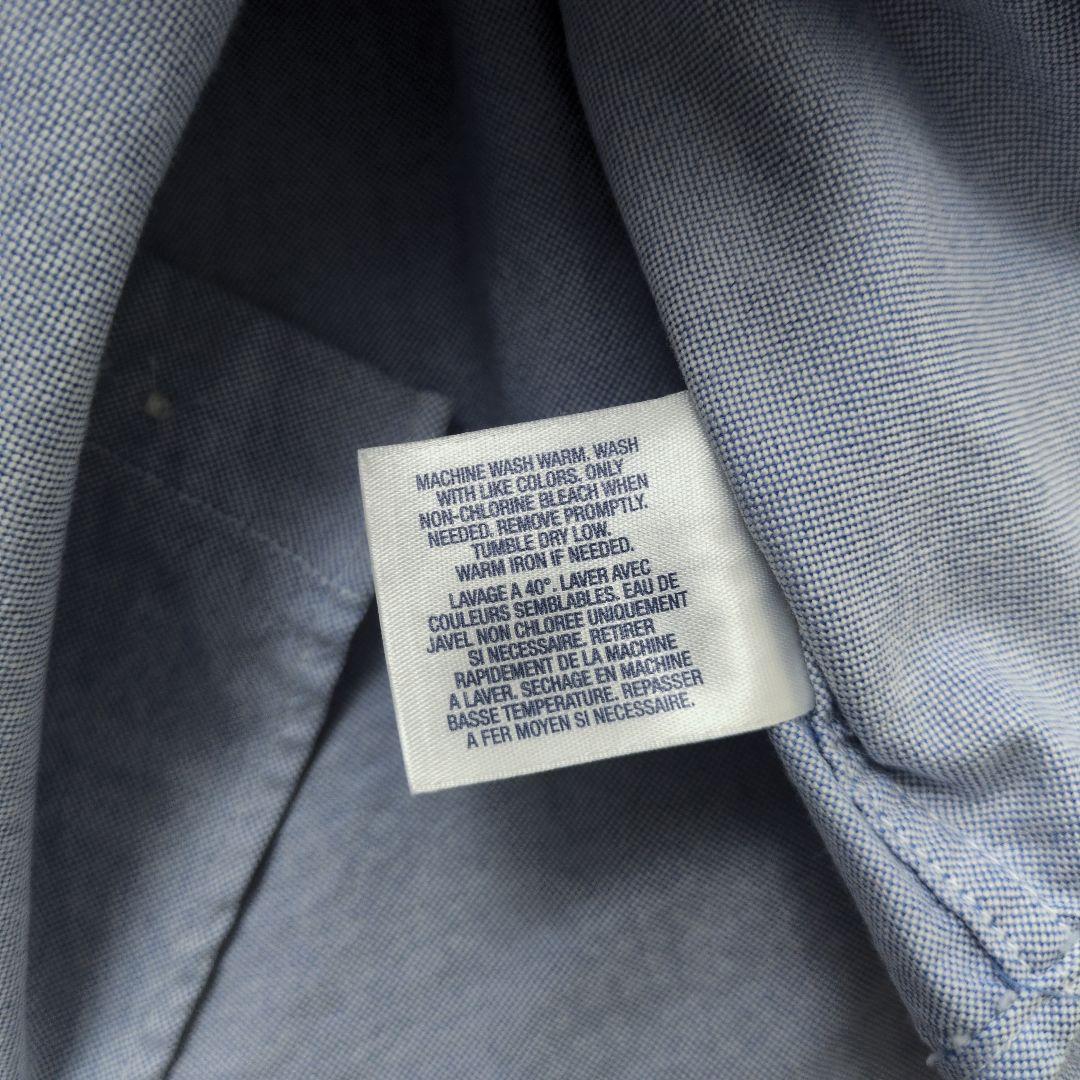 MACHINE WASH WARM. WASH
WITH LIKE COLORS. ONLY
NON-CHLORINE BLEACH WHEN
NEEDED. REMOVE PROMPTLY.
TUMBLE DRY LOW.
WARM IRON IF NEEDED.
LAVAGE A 40°. LAVER AVEC
COULEURS SEMBLABLES. EAU DE
JAVEL NON CHLOREE UNIQUEMENT
SI NECESSAIRE. RETIRER
RAPIDEMENT DE LA MACHINE
A LAVER. SECHAGE EN MACHINE
BASSE TEMPERATURE. REPASSER
A FER MOYEN SI NECESSAIRE.